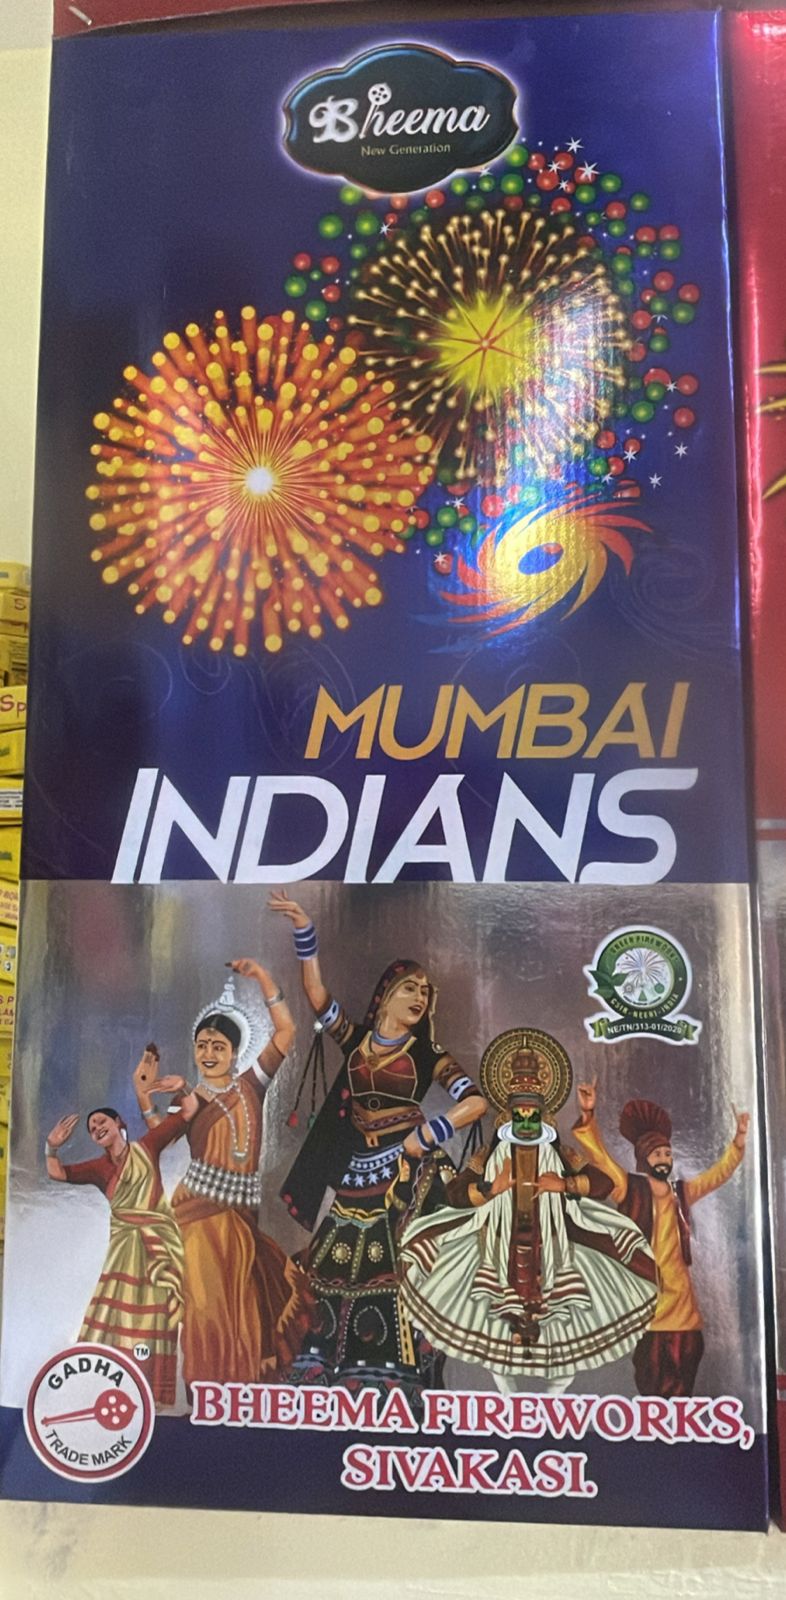 Bheema
New Generation
MUMBAI
INDIANS
GREEN FIREWORKS
CSIR-NEERI-INDIA
NE/TN/313-01/2020
GADHA
TM
TRADE MARK
BHEEMA FIREWORKS,
SIVAKASI.
Sp